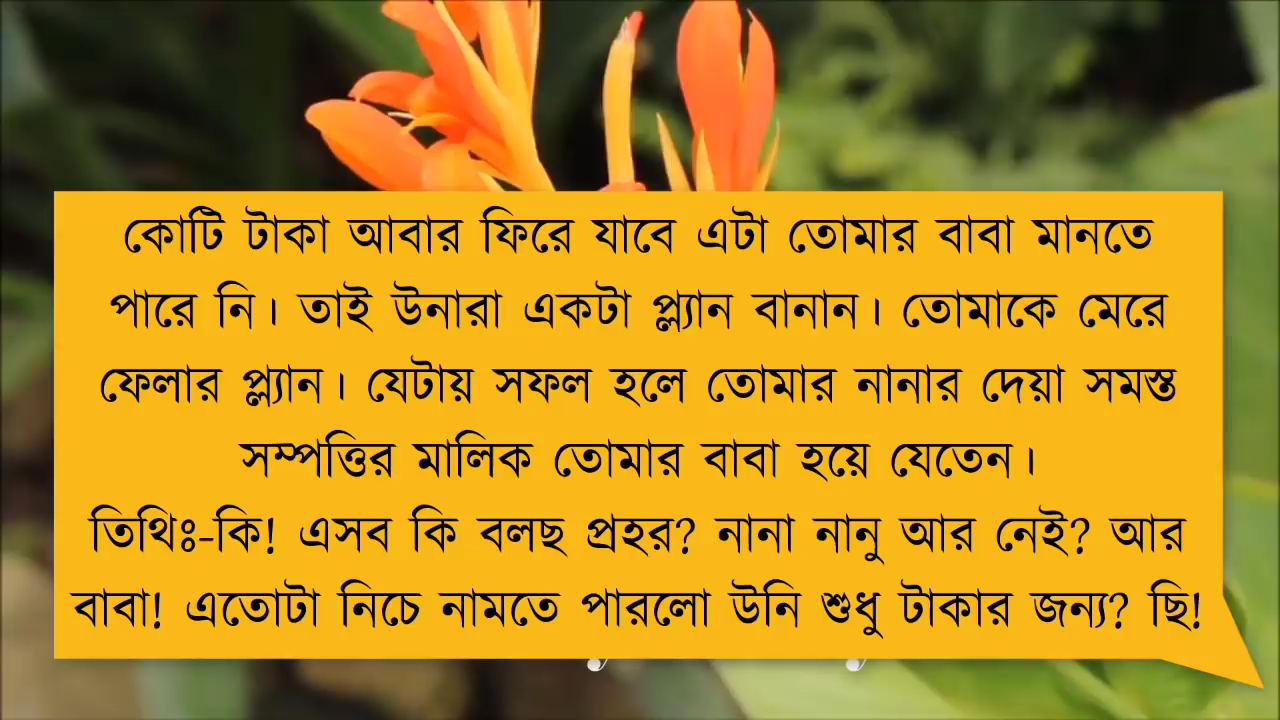 কোটি টাকা আবার ফিরে যাবে এটা তোমার বাবা মানতে
পারে নি। তাই উনারা একটা প্ল্যান বানান। তোমাকে মেরে
ফেলার প্ল্যান। যেটায় সফল হলে তোমার নানার দেয়া সমস্ত
সম্পত্তির মালিক তোমার বাবা হয়ে যেতেন।
তিথিঃ-কি! এসব কি বলছ প্রহর? নানা নানু আর নেই? আর
বাবা! এতোটা নিচে নামতে পারলো উনি শুধু টাকার জন্য? ছি!